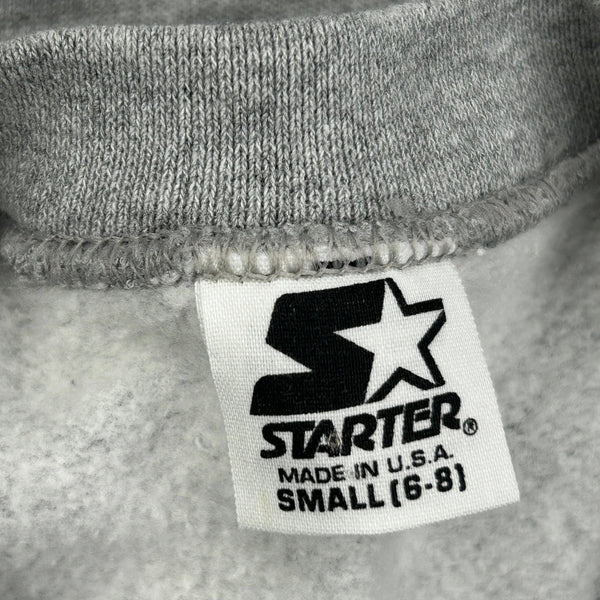 STARTER®
MADE IN U.S.A.
SMALL (6-8)